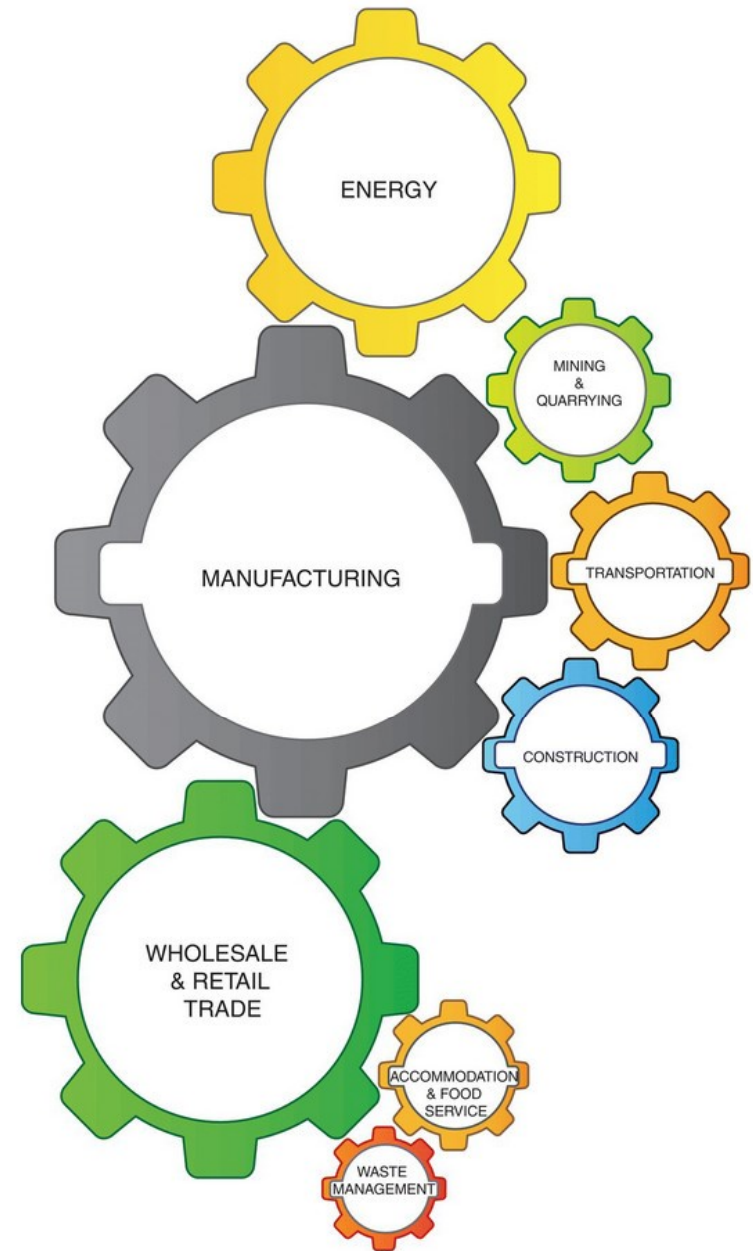 ENERGY
MINING
&
QUARRYING
MANUFACTURING
TRANSPORTATION
CONSTRUCTION
WHOLESALE
& RETAIL
TRADE
ACCOMMODATION
& FOOD
SERVICE
WASTE
MANAGEMENT